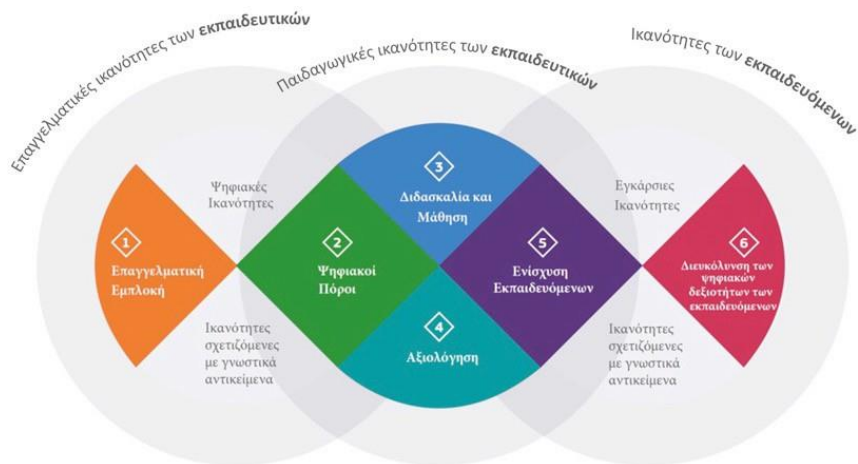 Επαγγελματικές ικανότητες των εκπαιδευτικών
Παιδαγωγικές ικανότητες των εκπαιδευτικών
Ικανότητες των εκπαιδευόμενων
Ψηφιακές
Ικανότητες
3
Διδασκαλία και
Μάθηση
Εγκάρσιες
Ικανότητες
1
Επαγγελματική
Εμπλοκή
2
Ψηφιακοί
Πόροι
5
Ενίσχυση
Εκπαιδευόμενων
6
Διευκόλυνση των
ψηφιακών
δεξιοτήτων των
εκπαιδευόμενων
Ικανότητες
σχετιζόμενες
με γνωστικά
αντικείμενα
4
Αξιολόγηση
Ικανότητες
σχετιζόμενες
με γνωστικά
αντικείμενα